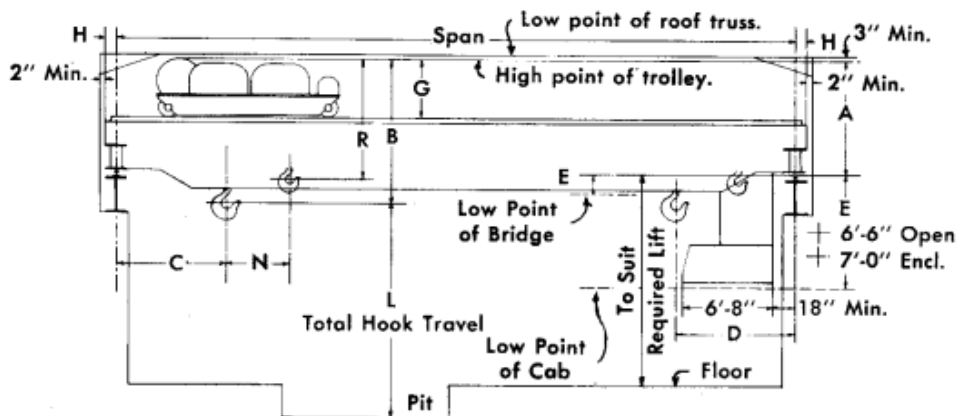 Low point of roof truss.
H
Span
3" Min.
H
2" Min.
High point of trolley.
2" Min.
G
A
R
B
E
Low Point
of Bridge
E
6'-6" Open
7'-0" Encl.
C
N
To Suit
Required Lift
L
Total Hook Travel
6'-8"
18" Min.
D
Low Point
of Cab
Floor
Pit